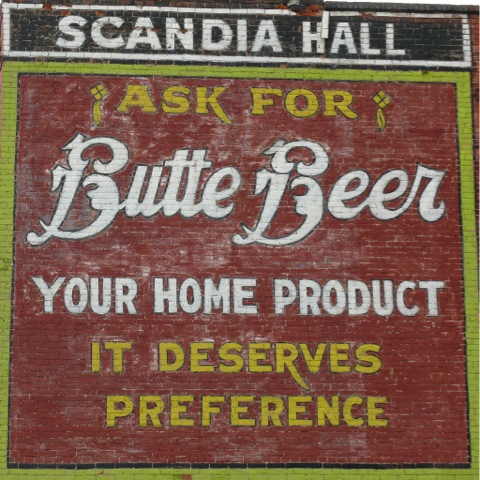 SCANDIA HALL
ASK FOR
Butte Beer
YOUR HOME PRODUCT
IT DESERVES
PREFERENCE